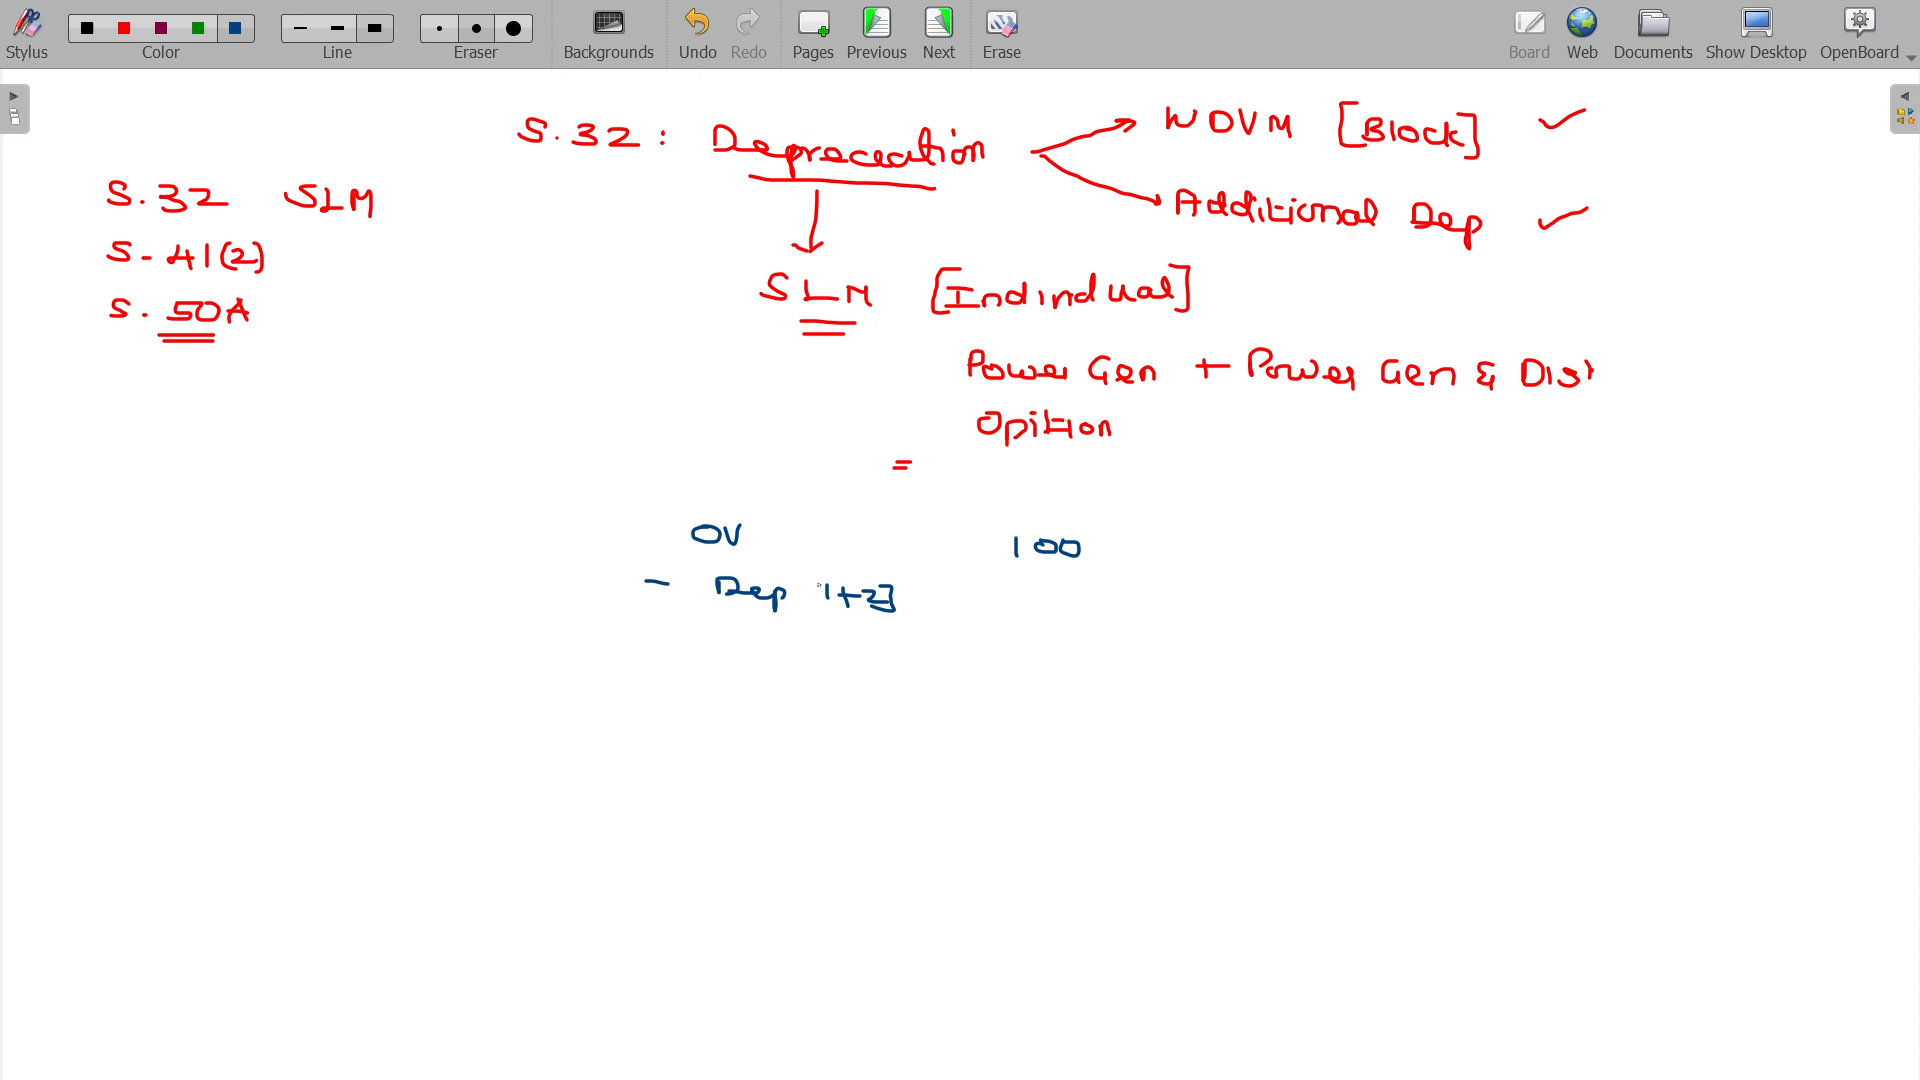 Stylus
Color
Line
Eraser
Backgrounds
Undo
Redo
Pages
Previous
Next
Erase
Board
Web
Documents
Show Desktop
OpenBoard
S.32 : Depreceation
WDVM [Block] ✓
Additional Dep ✓
S.32 SLM
S-41(2)
S. 50A
SLM [Indindual]
Power Gen + Power Gen & Dist
Opition
=
OV 100
- Dep 1+2]